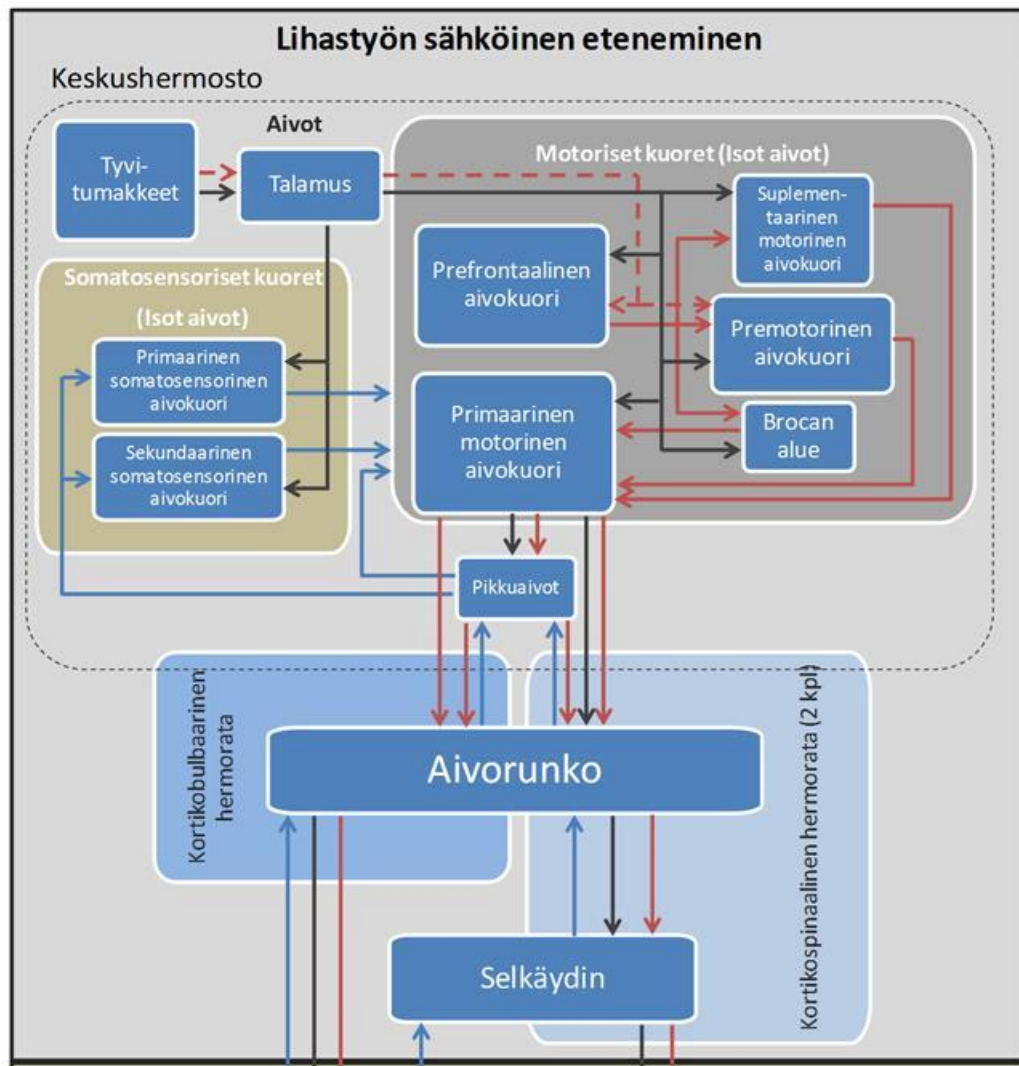 Lihastyön sähköinen eteneminen
Keskushermosto
Aivot
Tyvi-
tumakkeet
Talamus
Motoriset kuoret (Isot aivot)
Suplemen-
taarinen
motorinen
aivokuori
Prefrontaalinen
aivokuori
Premotorinen
aivokuori
Primaarinen
motorinen
aivokuori
Brocan
alue
Somatosensoriset kuoret
(Isot aivot)
Primaarinen
somatosensorinen
aivokuori
Sekundaarinen
somatosensorinen
aivokuori
Pikkuaivot
Kortikobulbaarinen
hermorata
Kortikospinaalinen hermorata (2 kpl)
Aivorunko
Selkäydin